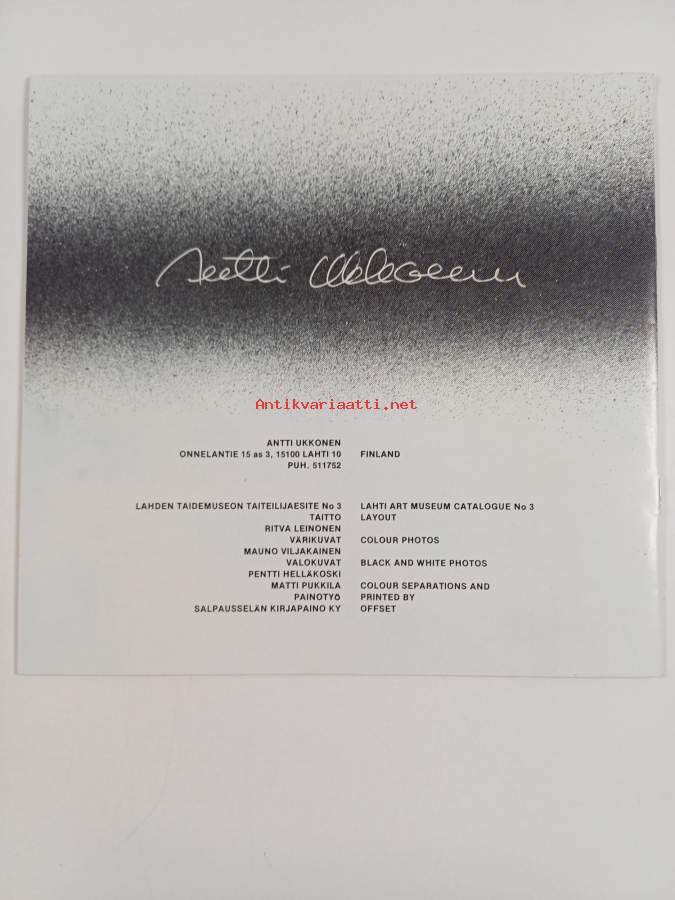 Antti Ukkonen
Antikvariaatti.net
ANTTI UKKONEN
ONNELANTIE 15 as 3, 15100 LAHTI 10 FINLAND
PUH. 511752
LAHDEN TAIDEMUSEON TAITEILIJAESITE No 3 LAHTI ART MUSEUM CATALOGUE No 3
TAITTO LAYOUT
RITVA LEINONEN
VÄRIKUVAT COLOUR PHOTOS
MAUNO VILJAKAINEN
VALOKUVAT BLACK AND WHITE PHOTOS
PENTTI HELLÄKOSKI
MATTI PUKKILA COLOUR SEPARATIONS AND
PAINOTYÖ PRINTED BY
SALPAUSSELÄN KIRJAPAINO KY OFFSET